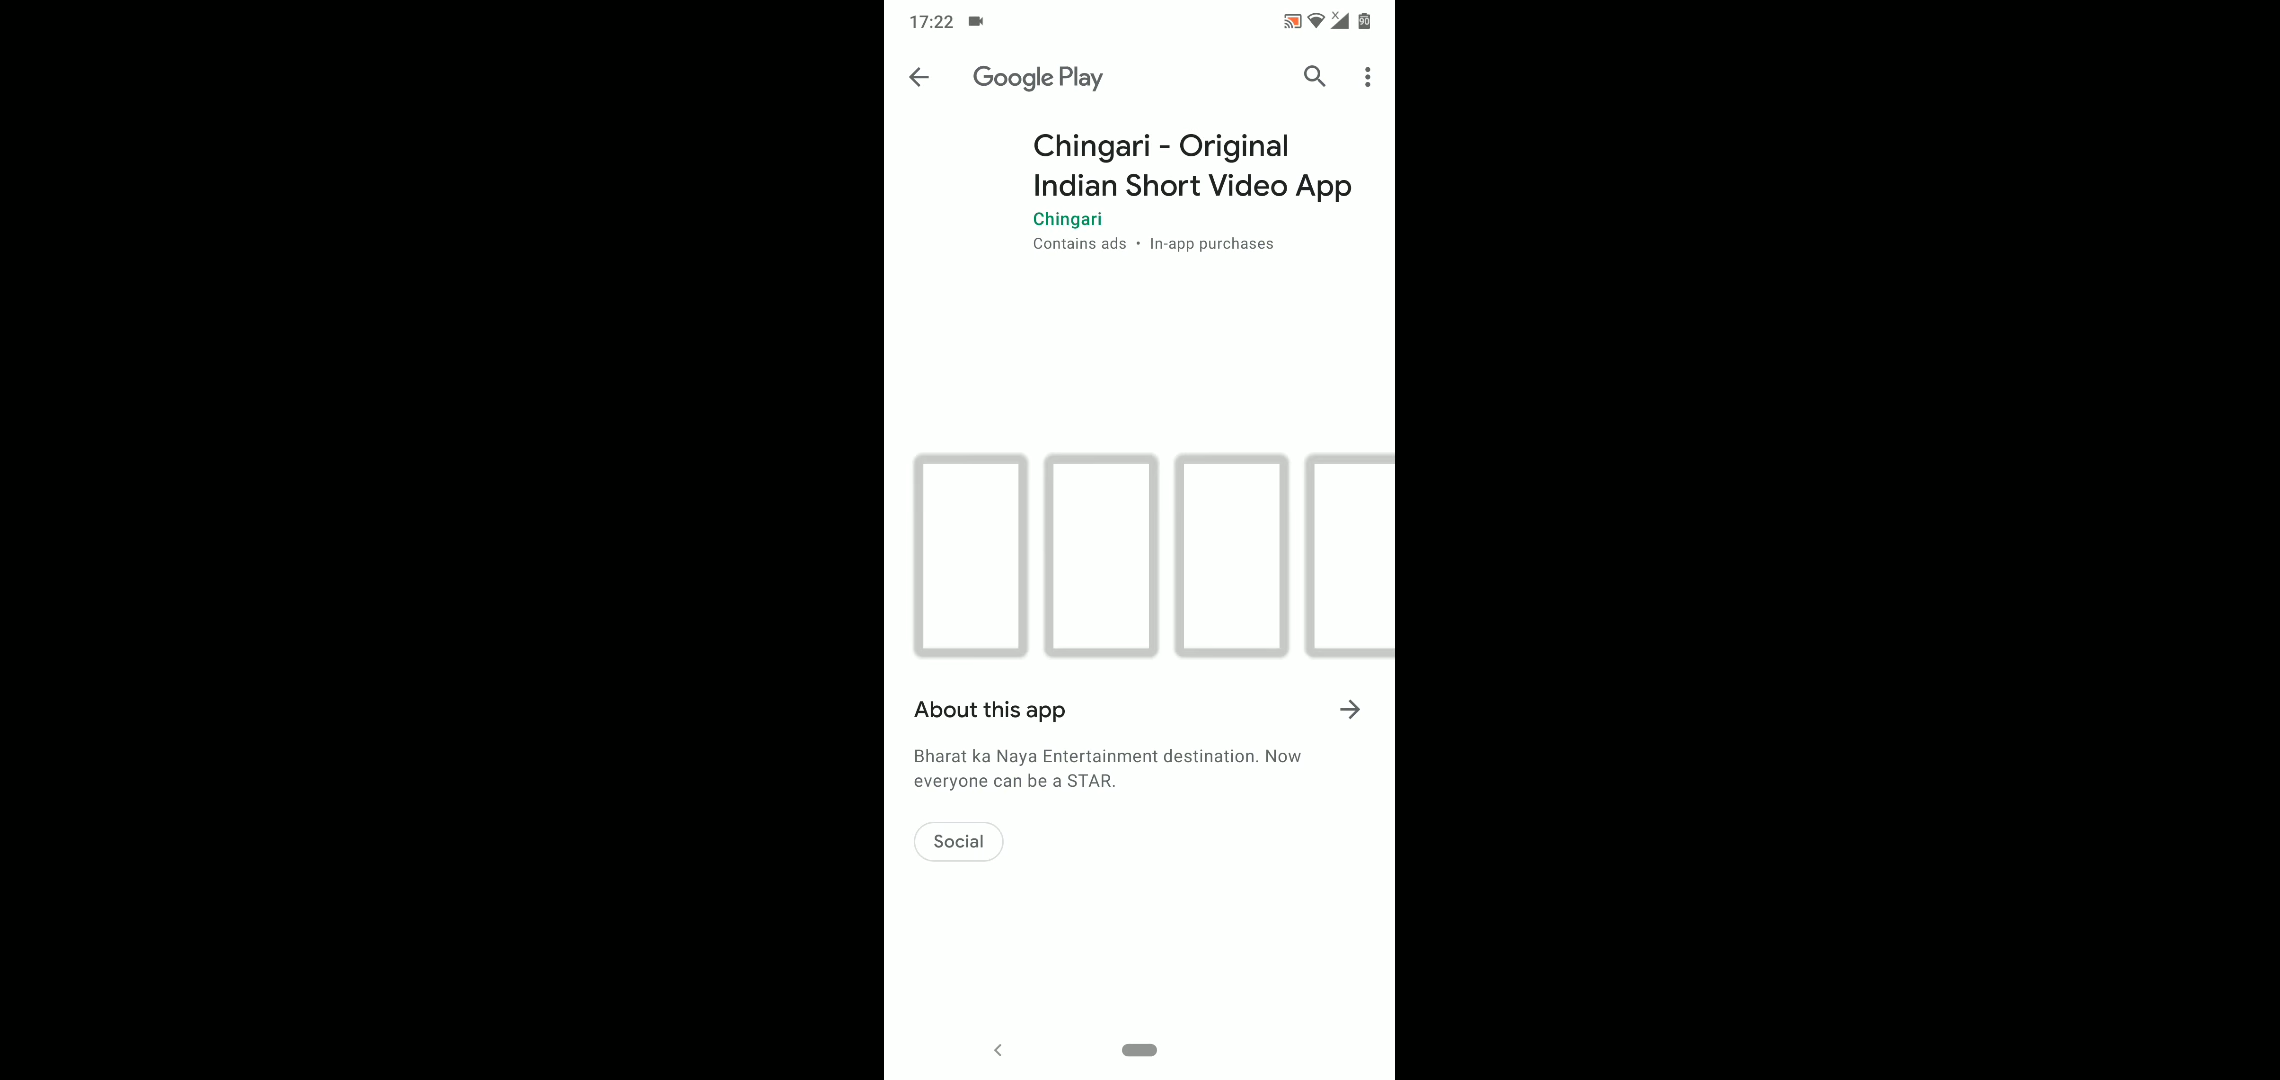 17:22
90
Google Play
Chingari - Original
Indian Short Video App
Chingari
Contains ads • In-app purchases
About this app
Bharat ka Naya Entertainment destination. Now
everyone can be a STAR.
Social